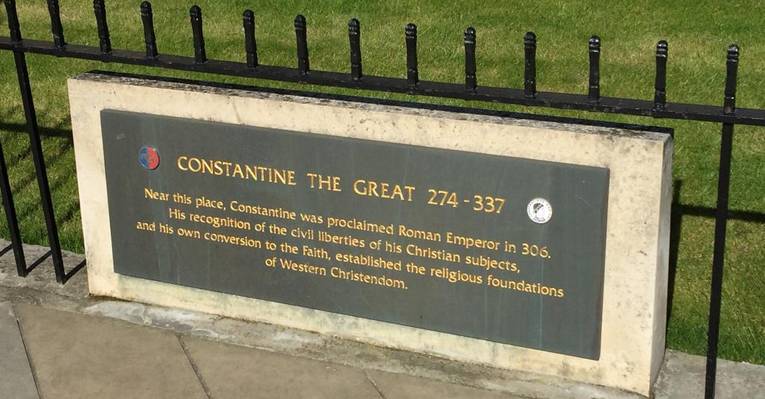 CONSTANTINE THE GREAT 274-337
Near this place, Constantine was proclaimed Roman Emperor in 306.
His recognition of the civil liberties of his Christian subjects,
and his own conversion to the Faith, established the religious foundations
of Western Christendom.